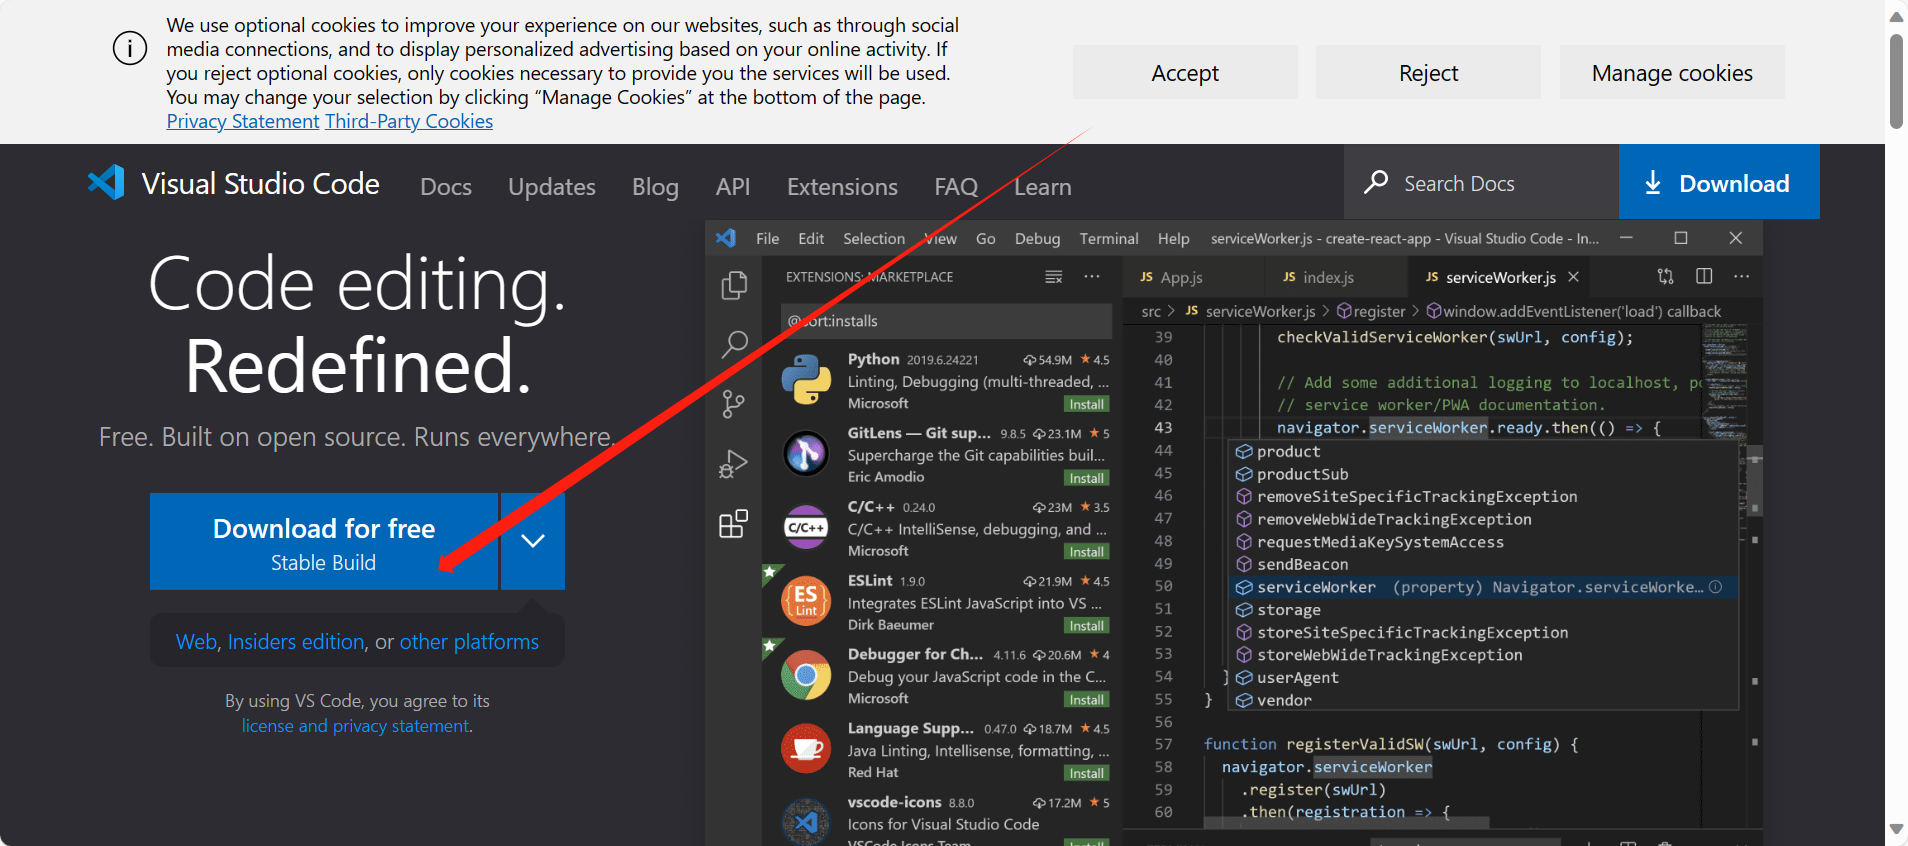 We use optional cookies to improve your experience on our websites, such as through social
media connections, and to display personalized advertising based on your online activity. If
you reject optional cookies, only cookies necessary to provide you the services will be used.
You may change your selection by clicking “Manage Cookies” at the bottom of the page.
Privacy Statement Third-Party Cookies
Accept
Reject
Manage cookies
Visual Studio Code
Docs
Updates
Blog
API
Extensions
FAQ
Learn
Search Docs
Download
Code editing.
Redefined.
Free. Built on open source. Runs everywhere.
Download for free
Stable Build
Web, Insiders edition, or other platforms
By using VS Code, you agree to its
license and privacy statement.
File Edit Selection View Go Debug Terminal Help serviceWorker.js - create-react-app - Visual Studio Code - In...
EXTENSIONS: MARKETPLACE
@sort:installs
Python 2019.6.24221 54.9M 4.5
Linting, Debugging (multi-threaded, ...
Microsoft Install
GitLens — Git sup... 9.8.5 23.1M 5
Supercharge the Git capabilities buil...
Eric Amodio Install
C/C++
C/C++ 0.24.0 23M 3.5
C/C++ IntelliSense, debugging, and ...
Microsoft Install
ES
Lint
ESLint 1.9.0 21.9M 4.5
Integrates ESLint JavaScript into VS ...
Dirk Baeumer Install
Debugger for Ch... 4.11.6 20.6M 4
Debug your JavaScript code in the C...
Microsoft Install
Language Supp... 0.47.0 18.7M 4.5
Java Linting, Intellisense, formatting, ...
Red Hat Install
vscode-icons 8.8.0 17.2M 5
Icons for Visual Studio Code
VSCode Icons Team Install
JS App.js JS index.js JS serviceWorker.js
src > JS serviceWorker.js > register > window.addEventListener('load') callback
39 checkValidServiceWorker(swUrl, config);
40
41 // Add some additional logging to localhost, po
42 // service worker/PWA documentation.
43 navigator.serviceWorker.ready.then(() => {
44 product
45 productSub
46 removeSiteSpecificTrackingException
47 removeWebWideTrackingException
48 requestMediaKeySystemAccess
49 sendBeacon
50 serviceWorker (property) Navigator.serviceWorke...
51 storage
52 storeSiteSpecificTrackingException
53 storeWebWideTrackingException
54 } userAgent
55 } vendor
56
57 function registerValidSW(swUrl, config) {
58 navigator.serviceWorker
59 .register(swUrl)
60 .then(registration => {